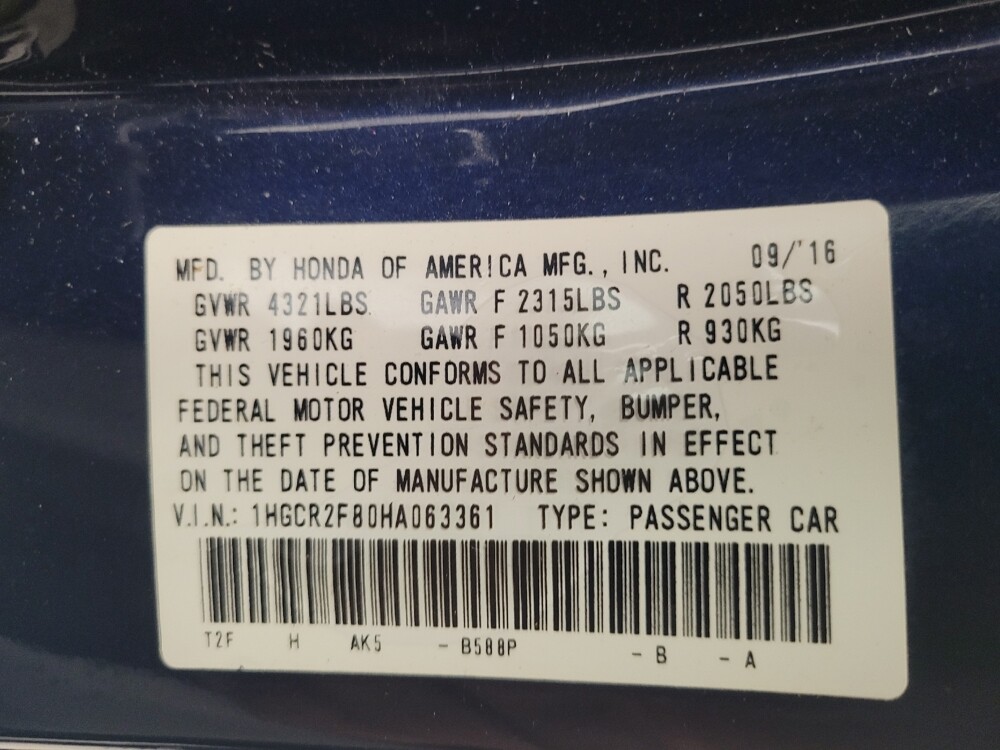 MFD. BY HONDA OF AMERICA MFG., INC. 09/'16
GVWR 4321LBS GAWR F 2315LBS R 2050LBS
GVWR 1960KG GAWR F 1050KG R 930KG
THIS VEHICLE CONFORMS TO ALL APPLICABLE
FEDERAL MOTOR VEHICLE SAFETY, BUMPER,
AND THEFT PREVENTION STANDARDS IN EFFECT
ON THE DATE OF MANUFACTURE SHOWN ABOVE.
V.I.N.: 1HGCR2F80HA063361 TYPE: PASSENGER CAR
T2F H AK5 - B588P - B - A